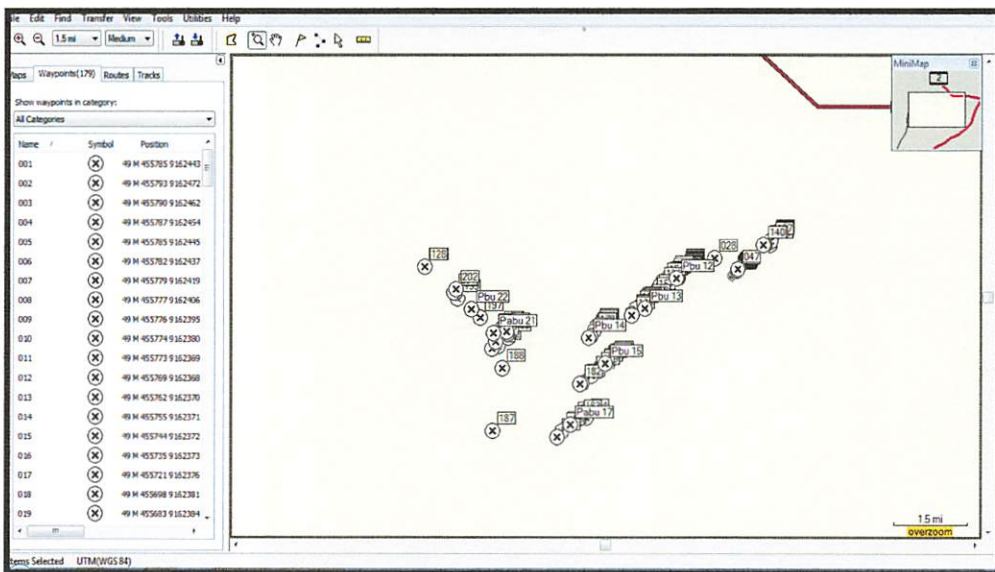 ile Edit Find Transfer View Tools Utilities Help
1.5 mi Medium
Maps Waypoints(179) Routes Tracks
Show waypoints in category:
All Categories
Name Symbol Position
001 49 M 455785 9162443
002 49 M 455793 9162472
003 49 M 455790 9162462
004 49 M 455787 9162454
005 49 M 455785 9162445
006 49 M 455782 9162437
007 49 M 455779 9162419
008 49 M 455777 9162406
009 49 M 455776 9162395
010 49 M 455774 9162380
011 49 M 455773 9162369
012 49 M 455769 9162368
013 49 M 455762 9162370
014 49 M 455755 9162371
015 49 M 455744 9162372
016 49 M 455735 9162373
017 49 M 455721 9162376
018 49 M 455698 9162381
019 49 M 455683 9162384
MiniMap
2
140
028
047
128
Pbu 12
202
Pbu 22
Pbu 13
197
Pabu 21
Pbu 14
Pbu 15
188
182
Pabu 17
187
1.5 mi
overzoom
tems Selected UTM(WGS 84)